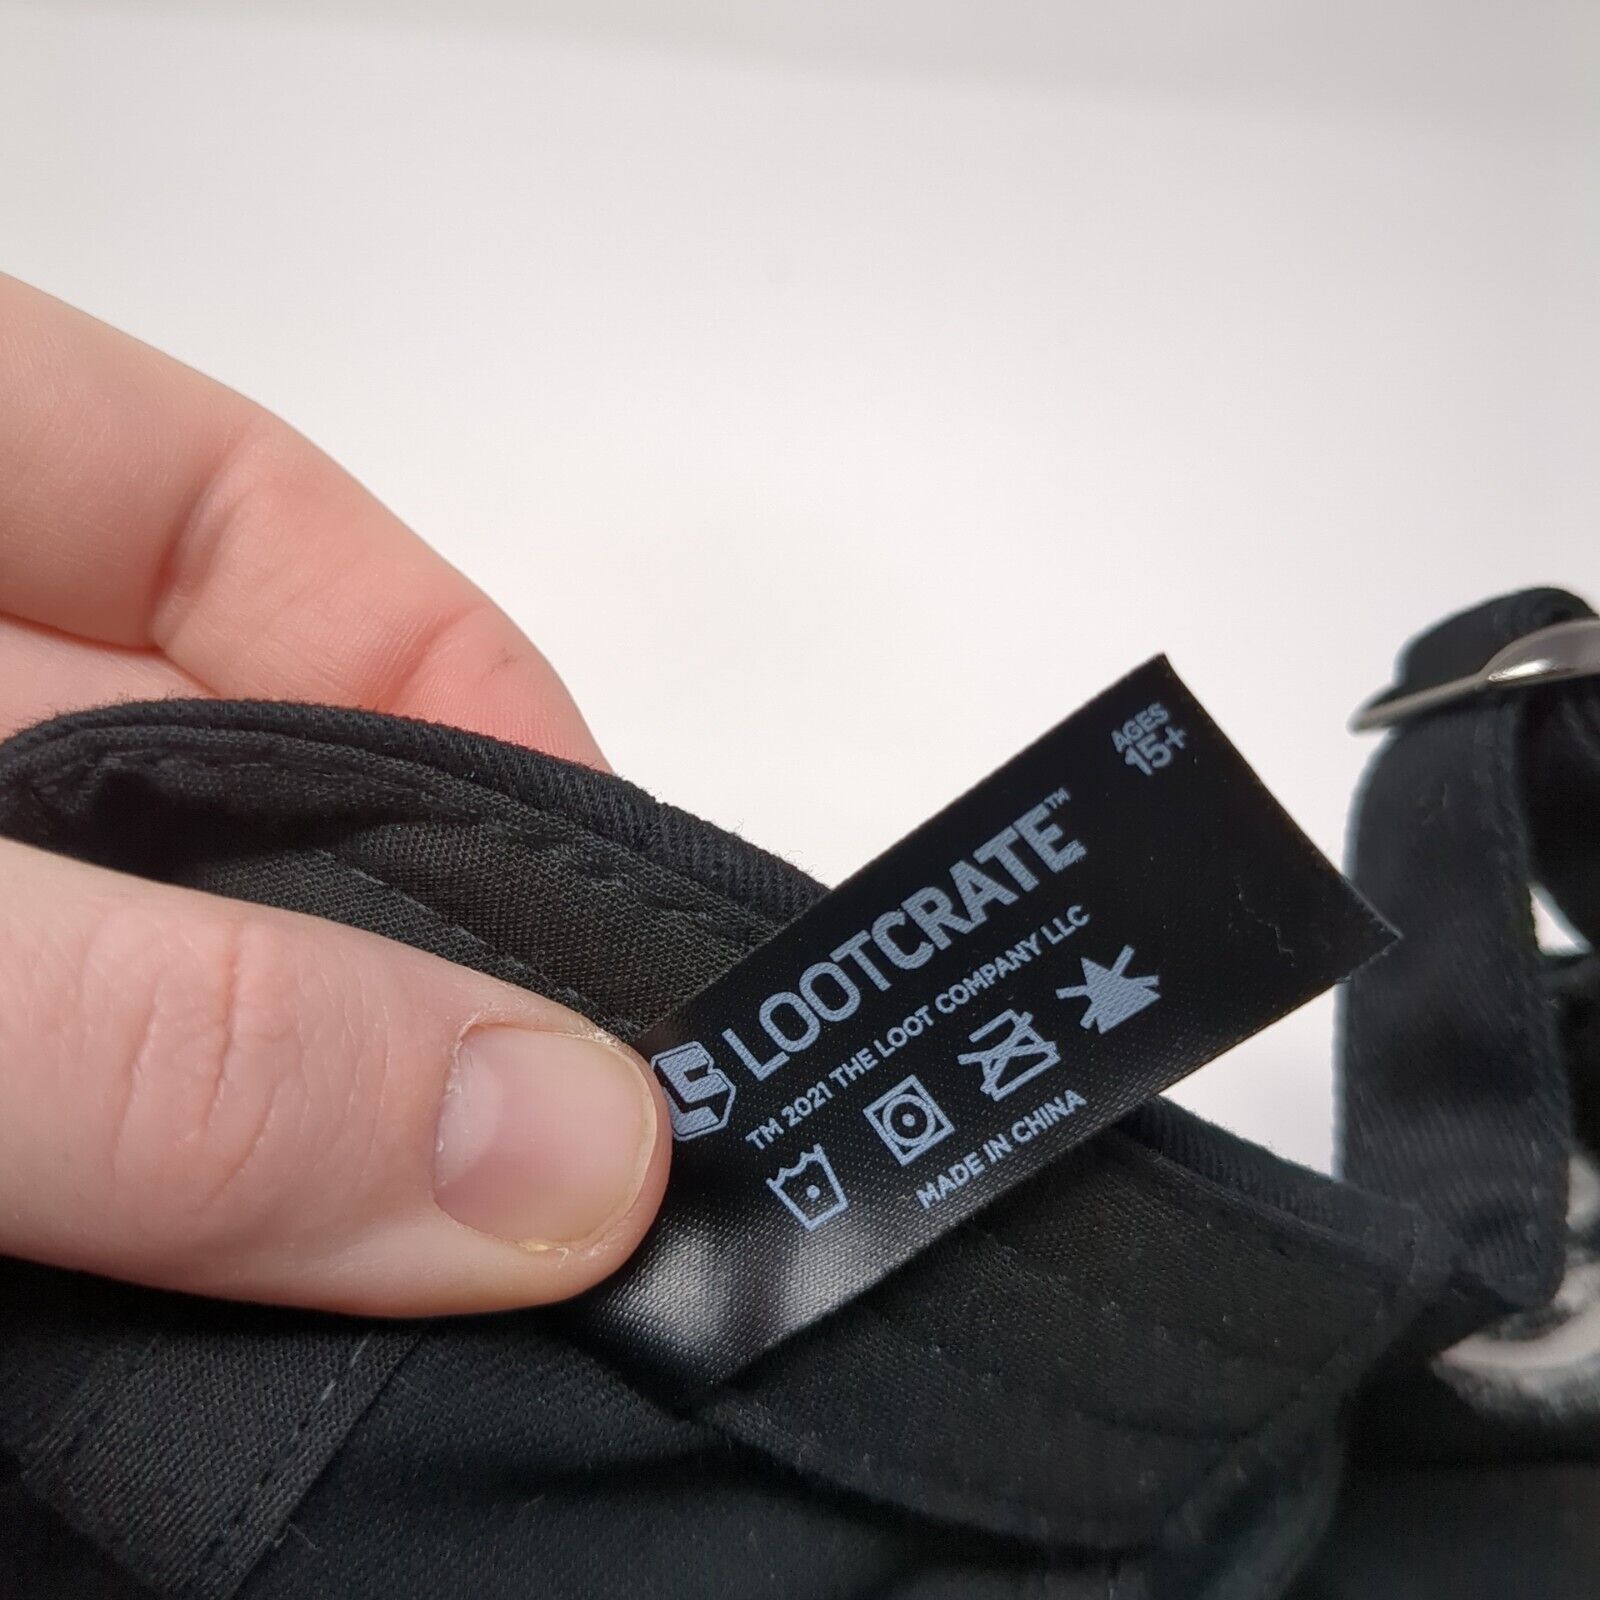 AGES
15+
LOOTCRATE™
TM 2021 THE LOOT COMPANY LLC
MADE IN CHINA